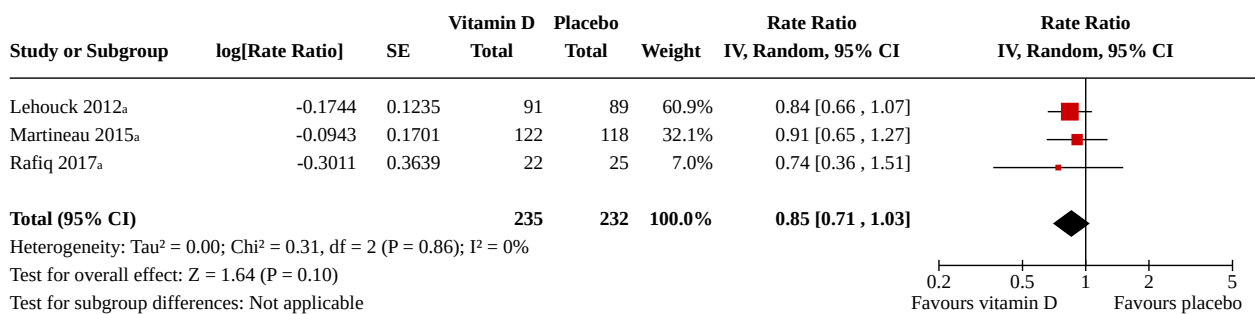 Vitamin D Placebo Rate Ratio Rate Ratio
Study or Subgroup log[Rate Ratio] SE Total Total Weight IV, Random, 95% CI IV, Random, 95% CI
Lehouck 2012a -0.1744 0.1235 91 89 60.9% 0.84 [0.66 , 1.07]
Martineau 2015a -0.0943 0.1701 122 118 32.1% 0.91 [0.65 , 1.27]
Rafiq 2017a -0.3011 0.3639 22 25 7.0% 0.74 [0.36 , 1.51]
Total (95% CI) 235 232 100.0% 0.85 [0.71 , 1.03]
Heterogeneity: Tau² = 0.00; Chi² = 0.31, df = 2 (P = 0.86); I² = 0%
Test for overall effect: Z = 1.64 (P = 0.10)
Test for subgroup differences: Not applicable
0.2 0.5 1 2 5
Favours vitamin D Favours placebo